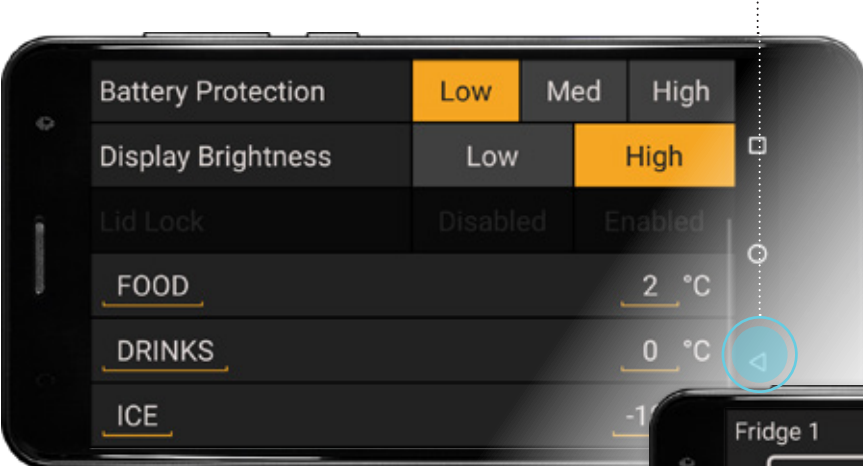 Battery Protection Low Med High
Display Brightness Low High
Lid Lock Disabled Enabled
FOOD 2 °C
DRINKS 0 °C
ICE
Fridge 1